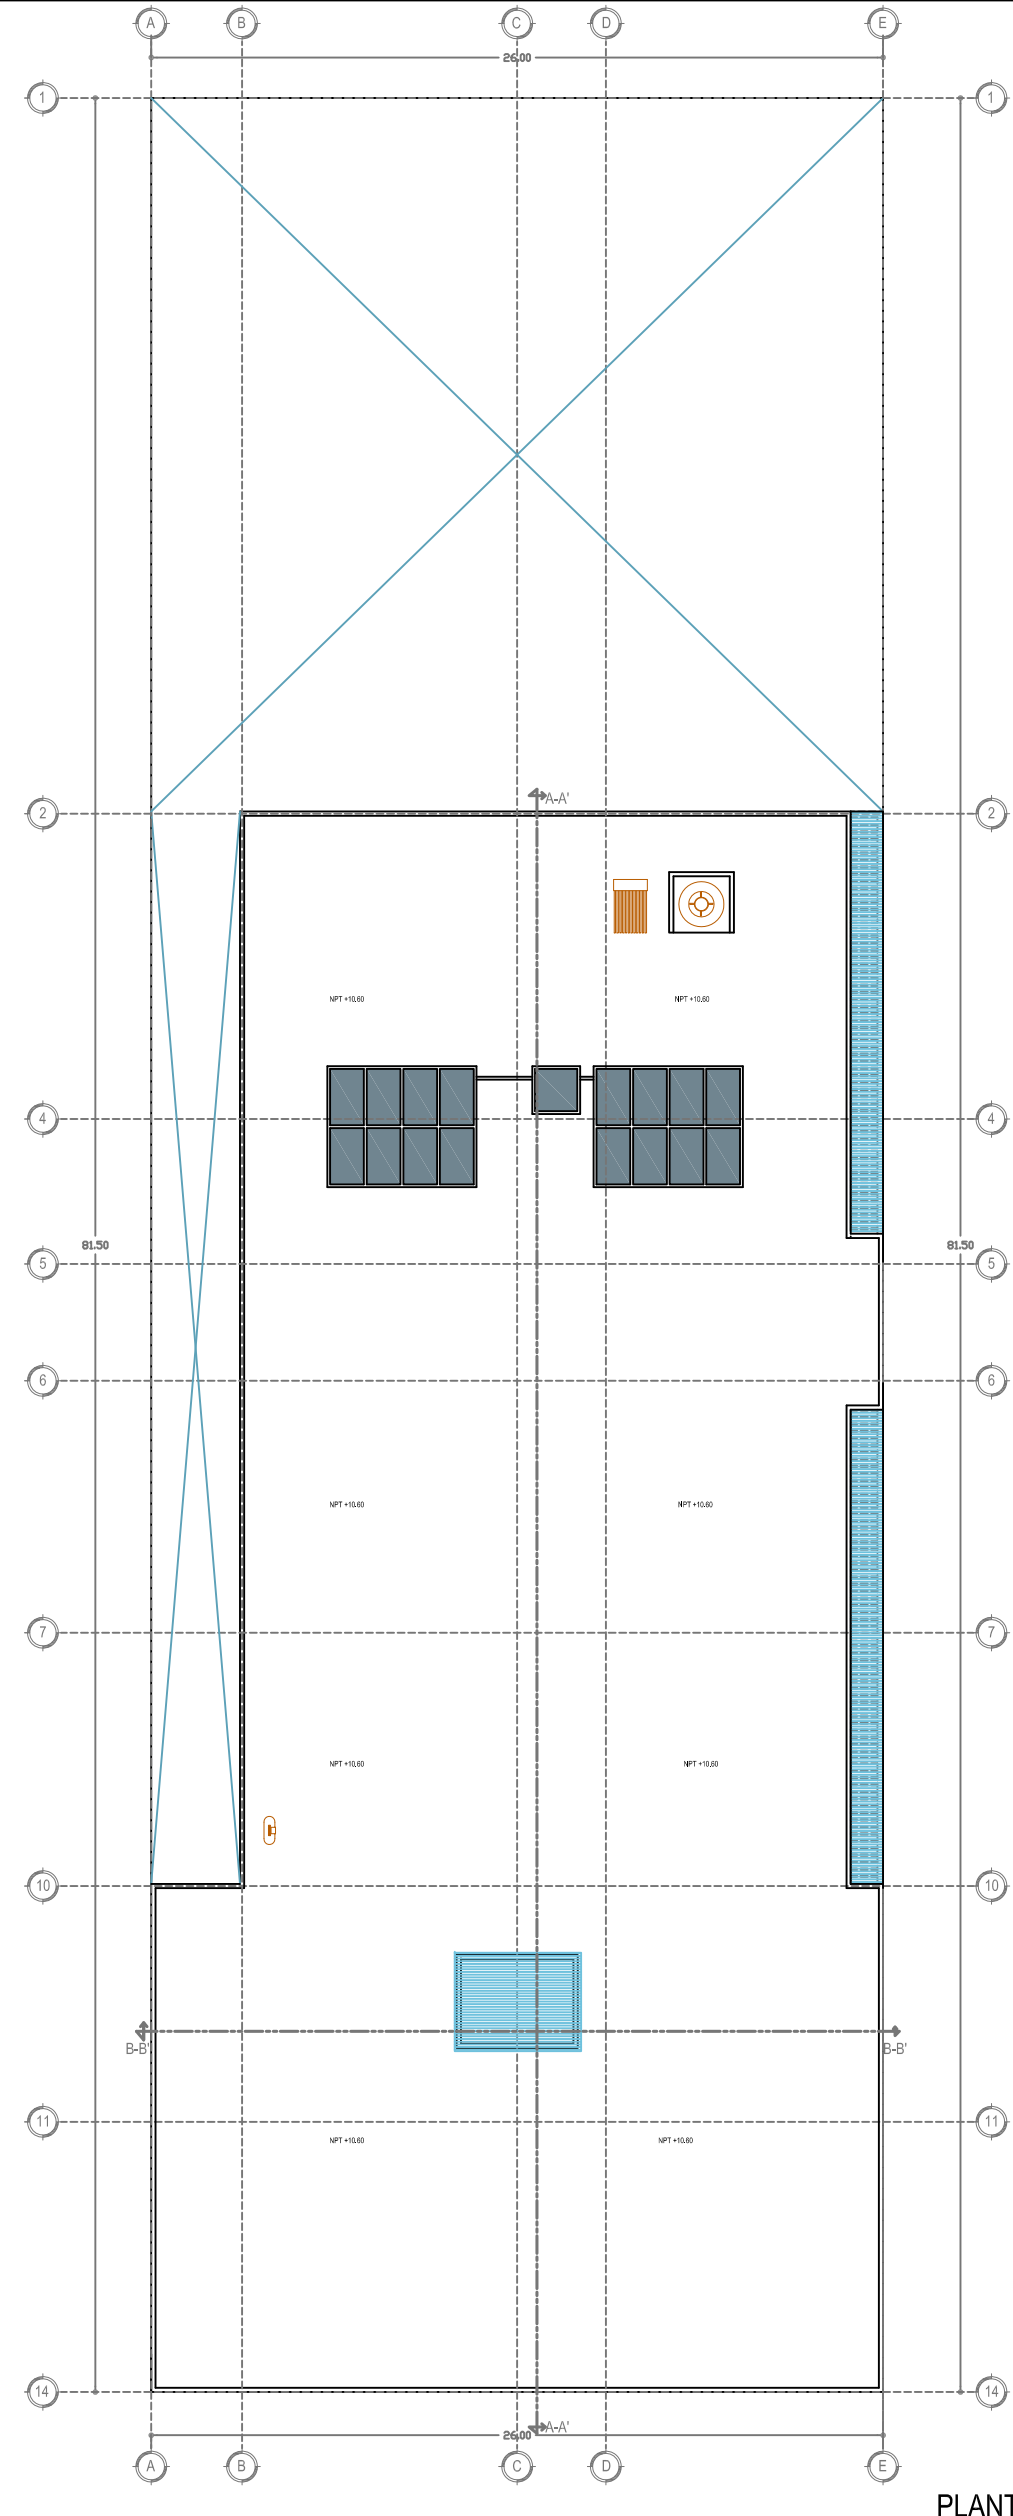 A B C D E
26.00
1 1
A-A'
2 2
NPT +10.60 NPT +10.60
4 4
81.50 81.50
5 5
6 6
NPT +10.60 NPT +10.60
7 7
NPT +10.60 NPT +10.60
10 10
B-B' B-B'
11 11
NPT +10.60 NPT +10.60
14 14
A-A'
26.00
A B C D E
PLANT